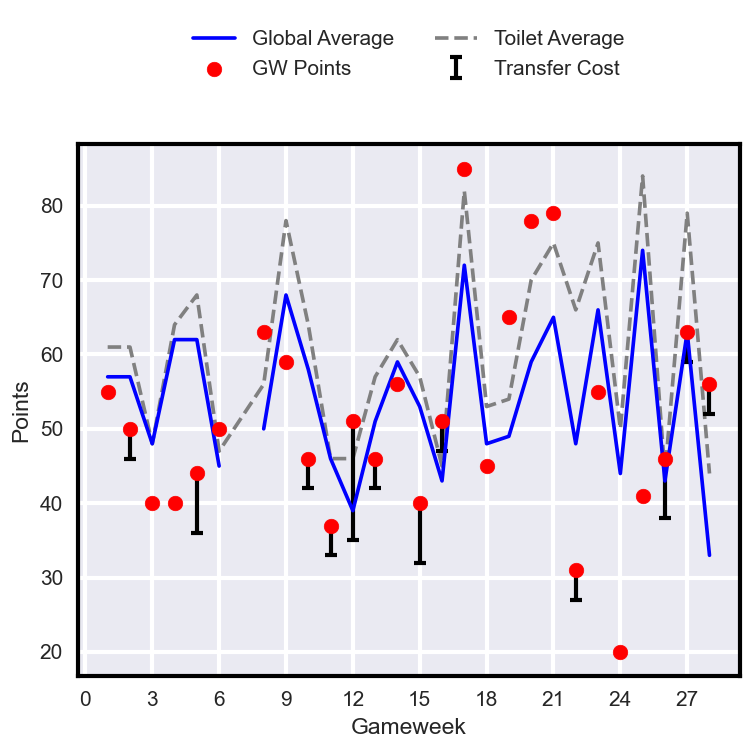 Global Average
Toilet Average
GW Points
Transfer Cost
80
70
60
50
40
30
20
Points
0 3 6 9 12 15 18 21 24 27
Gameweek